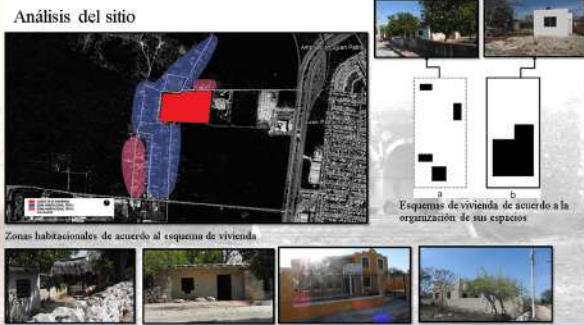 Análisis del sitio
a
b
Esquemas de vivienda de acuerdo a la
organización de sus espacios
Zonas habitacionales de acuerdo al esquema de vivienda